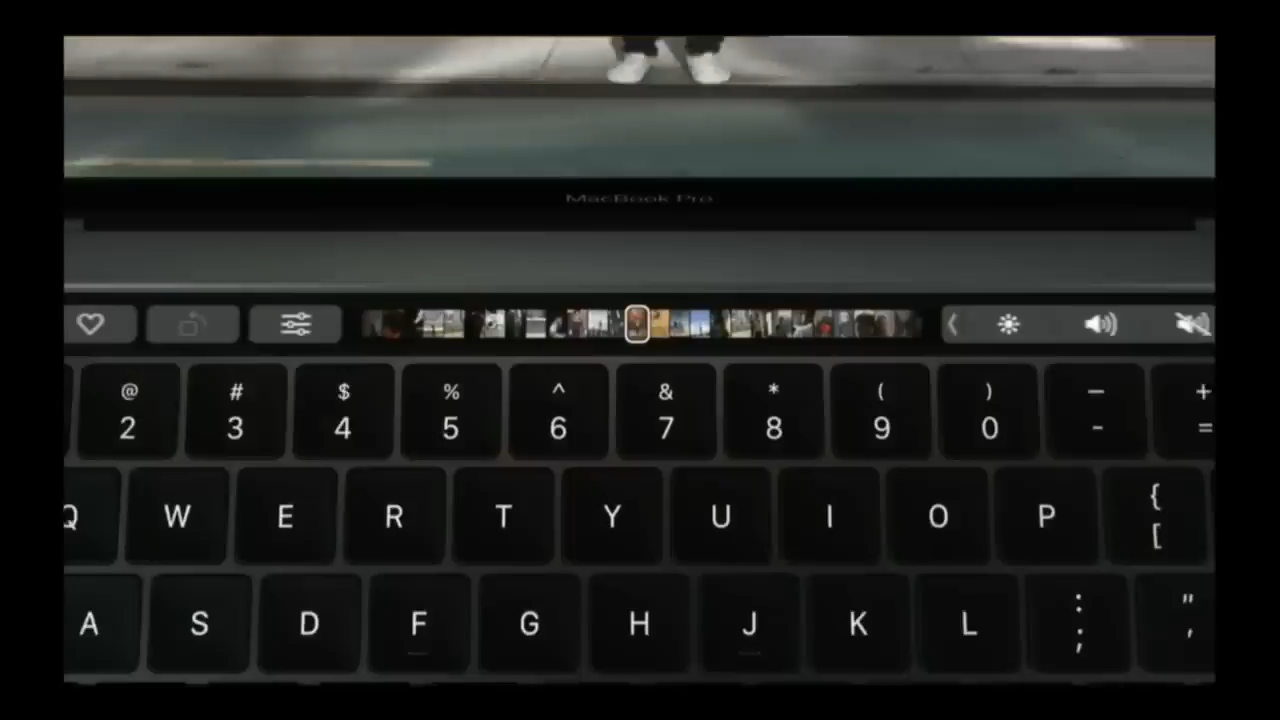 MacBook Pro
@ # $ % ^ & * ( ) — +
2 3 4 5 6 7 8 9 0 - =
Q W E R T Y U I O P { [
A S D F G H J K L : ; " '